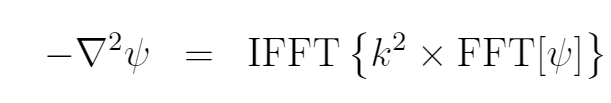 −∇²ψ = IFFT {k² × FFT[ψ]}